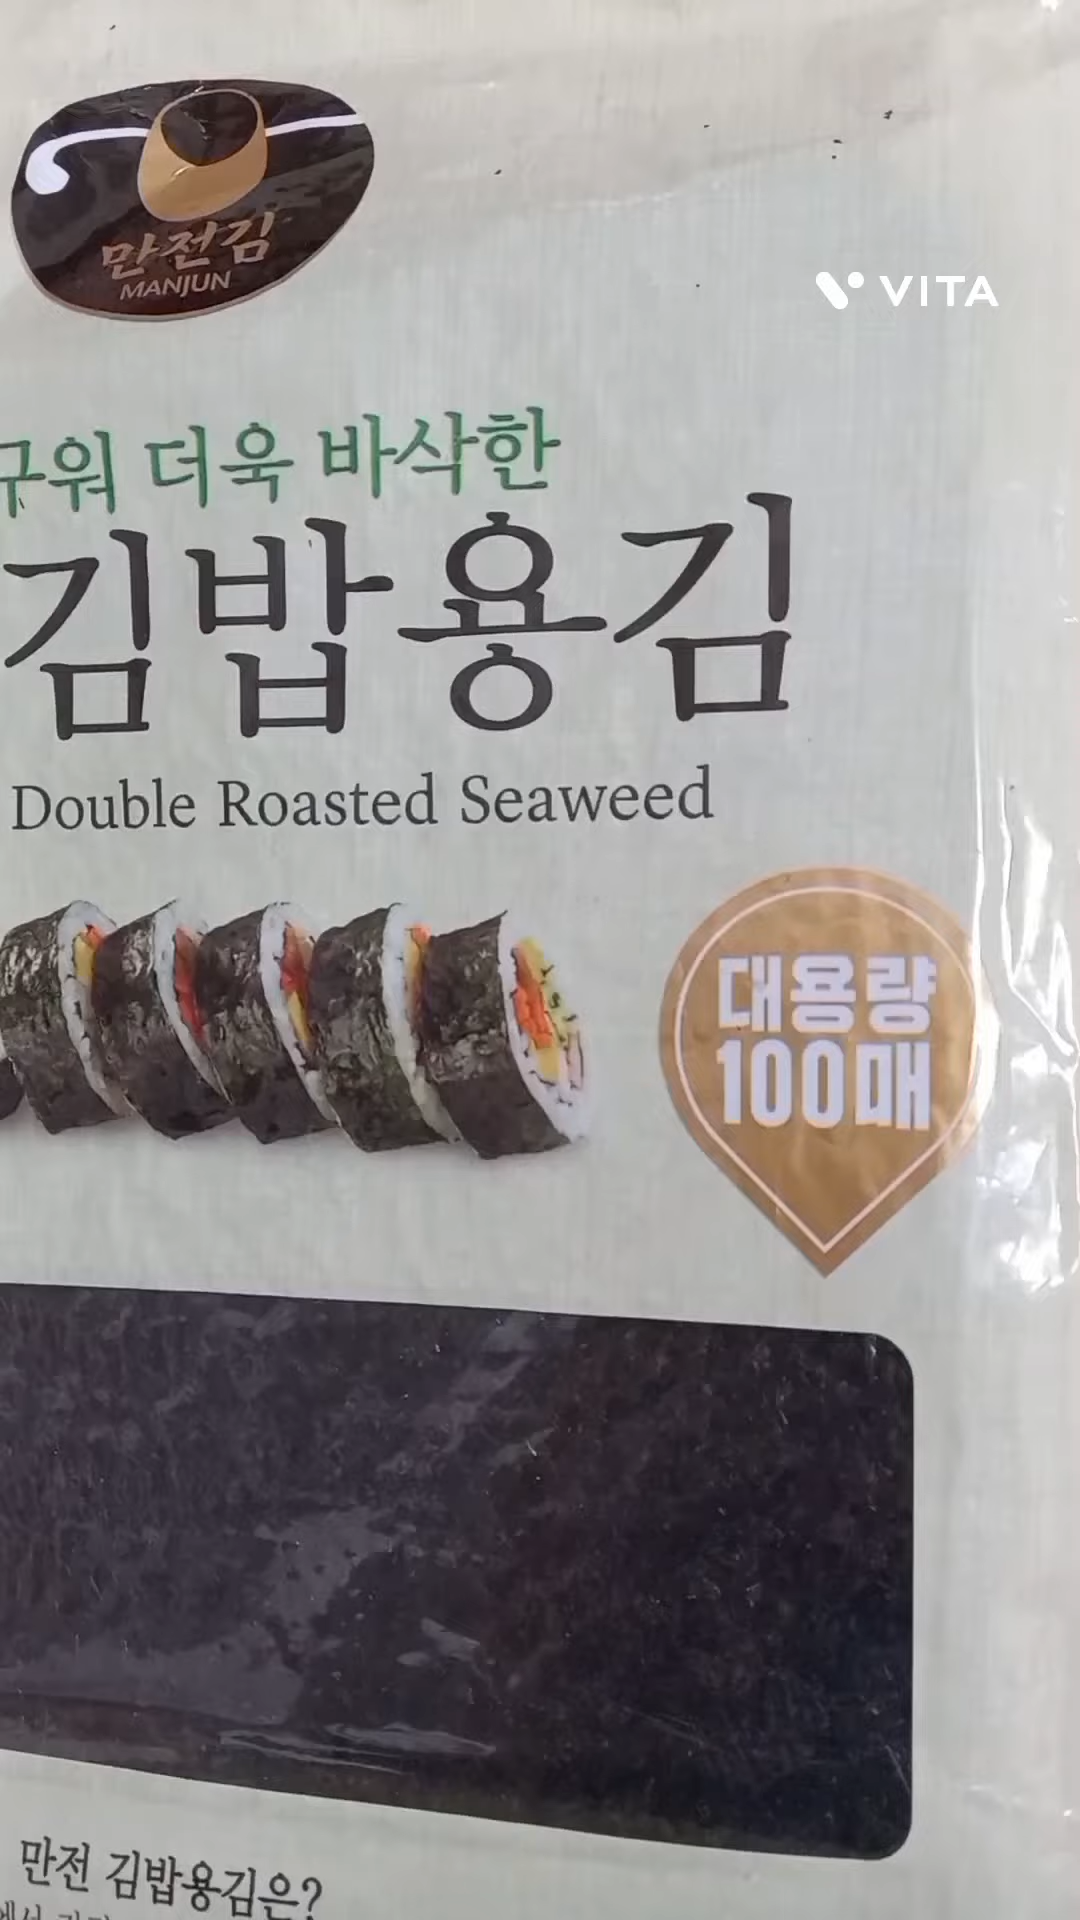 만전김
MANJUN
VITA
구워 더욱 바삭한
김밥용김
Double Roasted Seaweed
대용량
100매
만전 김밥용김은?